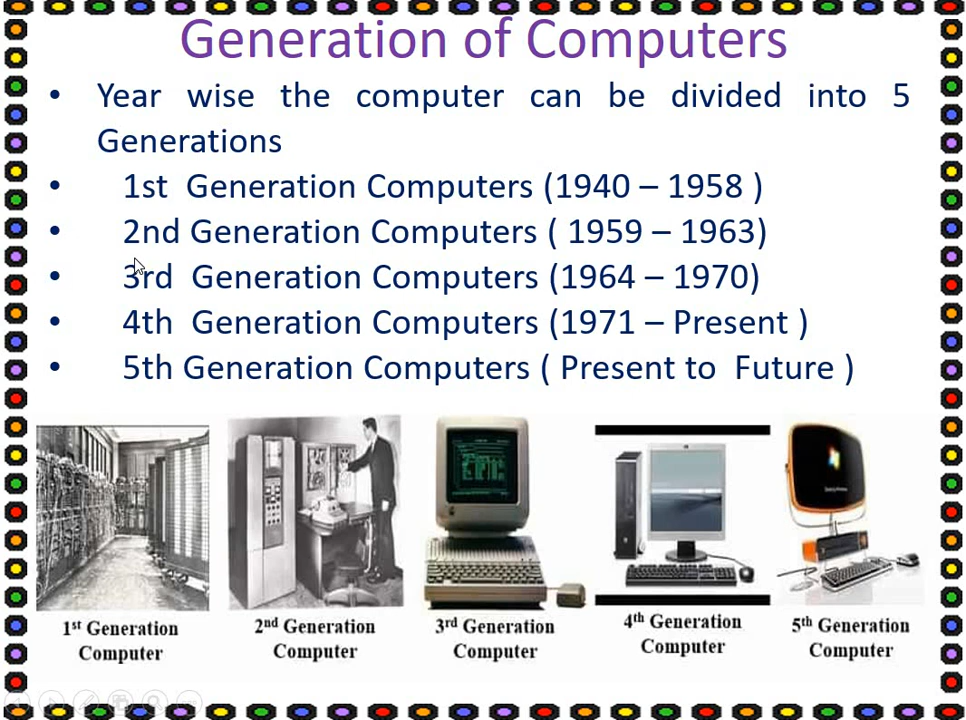 Generation of Computers
• Year wise the computer can be divided into 5
Generations
• 1st Generation Computers (1940 – 1958 )
• 2nd Generation Computers ( 1959 – 1963)
• 3rd Generation Computers (1964 – 1970)
• 4th Generation Computers (1971 – Present )
• 5th Generation Computers ( Present to Future )
1st Generation
Computer
2nd Generation
Computer
3rd Generation
Computer
4th Generation
Computer
5th Generation
Computer